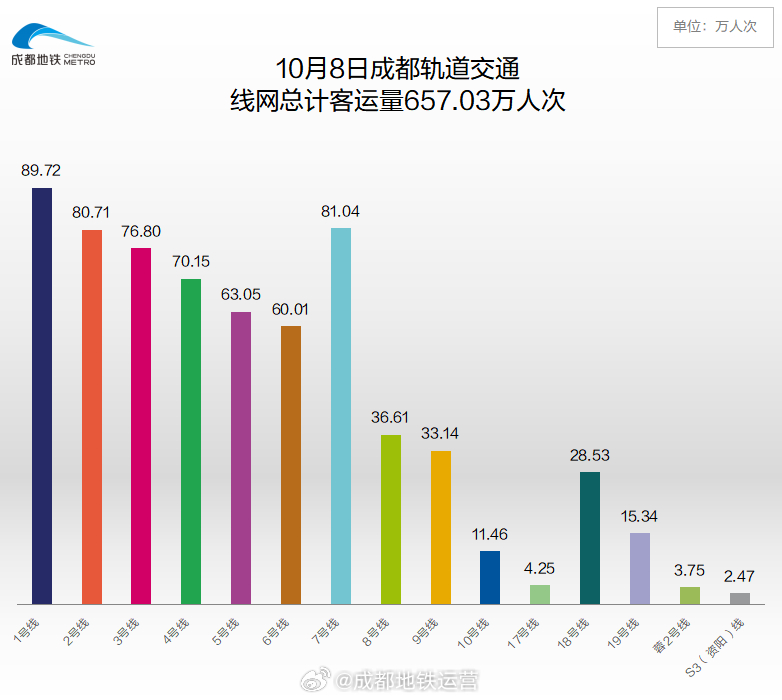 成都地铁 CHENGDU METRO
单位：万人次
10月8日成都轨道交通
线网总计客运量657.03万人次
89.72
80.71
76.80
70.15
63.05
60.01
81.04
36.61
33.14
11.46
4.25
28.53
15.34
3.75
2.47
1号线
2号线
3号线
4号线
5号线
6号线
7号线
8号线
9号线
10号线
17号线
18号线
19号线
蓉2号线
S3（资阳）线
@成都地铁运营